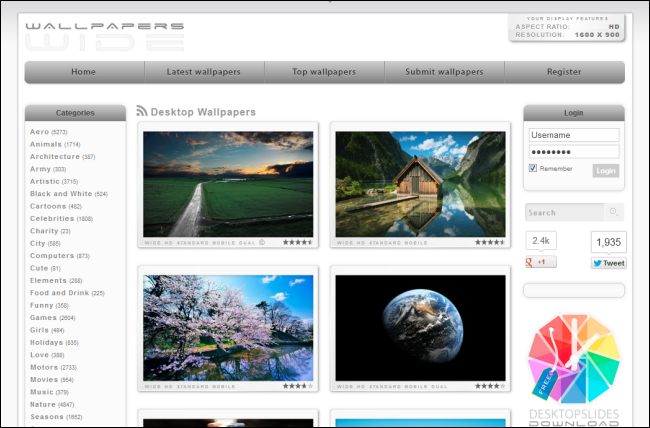 WALLPAPERS
WIDE
YOUR DISPLAY FEATURES
ASPECT RATIO: HD
RESOLUTION: 1600 X 900
Home
Latest wallpapers
Top wallpapers
Submit wallpapers
Register
Categories
Aero (5273)
Animals (1714)
Architecture (387)
Army (303)
Artistic (3715)
Black and White (524)
Cartoons (482)
Celebrities (1808)
Charity (23)
City (585)
Computers (873)
Cute (81)
Elements (288)
Food and Drink (225)
Funny (358)
Games (2604)
Girls (484)
Holidays (835)
Love (388)
Motors (2733)
Movies (964)
Music (379)
Nature (4847)
Seasons (1662)
Desktop Wallpapers
WIDE HD STANDARD MOBILE DUAL ©
WIDE HD STANDARD MOBILE
WIDE HD STANDARD MOBILE
WIDE HD STANDARD MOBILE DUAL
Login
Username
Remember
Login
Search
2.4k
1,935
g +1
Tweet
FREE
DESKTOPSLIDES
DOWNLOAD